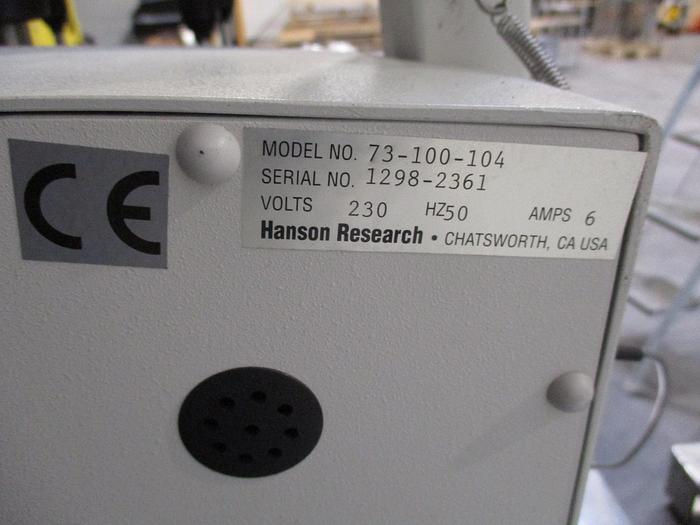 CE
MODEL NO. 73-100-104
SERIAL NO. 1298-2361
VOLTS 230 HZ50 AMPS 6
Hanson Research • CHATSWORTH, CA USA